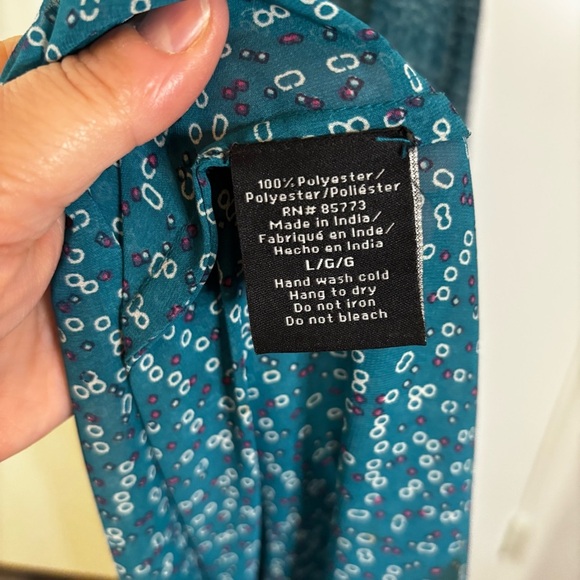 100% Polyester/
Polyester/Poliéster
RN# 85773
Made in India/
Fabriqué en Inde/
Hecho en India
L/G/G
Hand wash cold
Hang to dry
Do not iron
Do not bleach